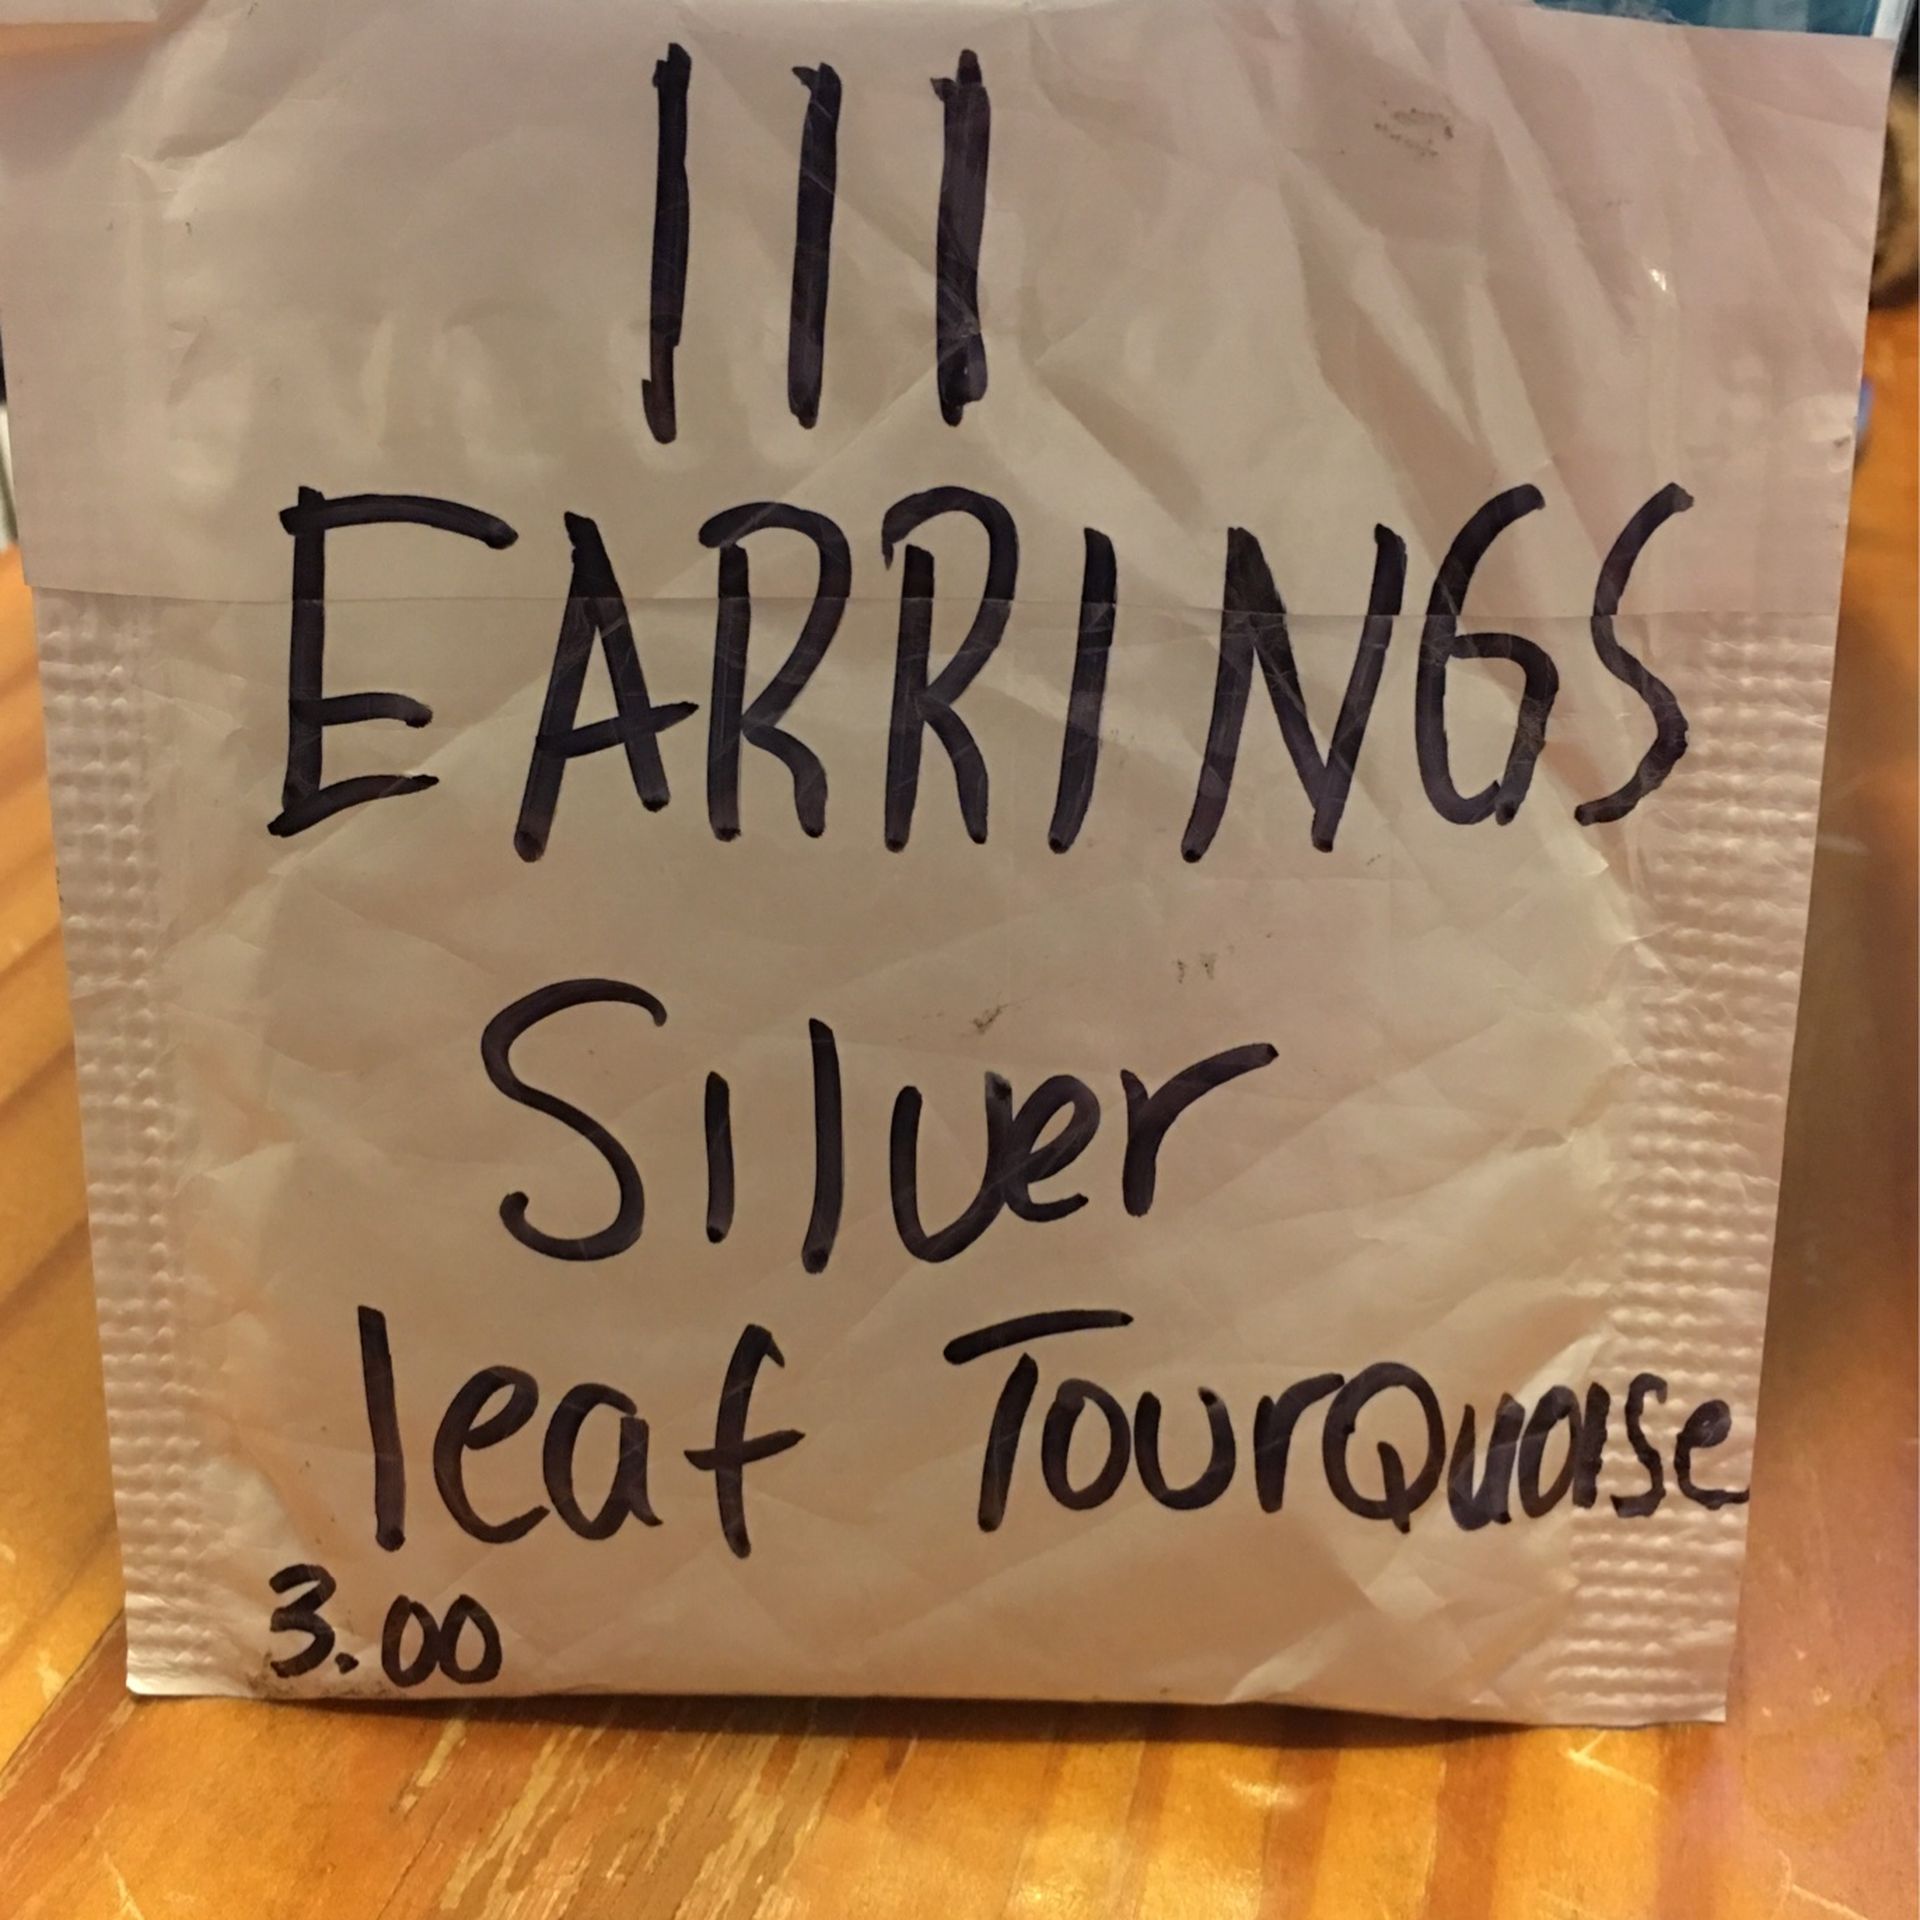 111
EARRINGS
Silver
leaf TourQuoise
3.00